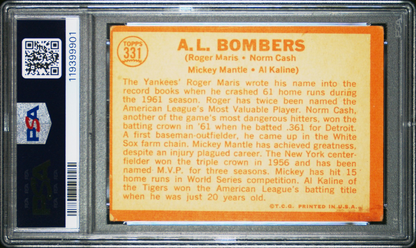 119399901
PSA
TOPPS
331
A.L. BOMBERS
(Roger Maris • Norm Cash
Mickey Mantle • Al Kaline)
The Yankees' Roger Maris wrote his name into the
record books when he crashed 61 home runs during
the 1961 season. Roger has twice been named the
American League's Most Valuable Player. Norm Cash,
another of the game's most dangerous hitters, won the
batting crown in '61 when he batted .361 for Detroit.
A first baseman-outfielder, he came up in the White
Sox farm chain. Mickey Mantle has achieved greatness,
despite an injury plagued career. The New York center-
fielder won the triple crown in 1956 and has been
named M.V.P. for three seasons. Mickey has hit 15
home runs in World Series competition. Al Kaline of
the Tigers won the American League's batting title
when he was just 20 years old.
©T.C.G. PRINTED IN U.S.A.